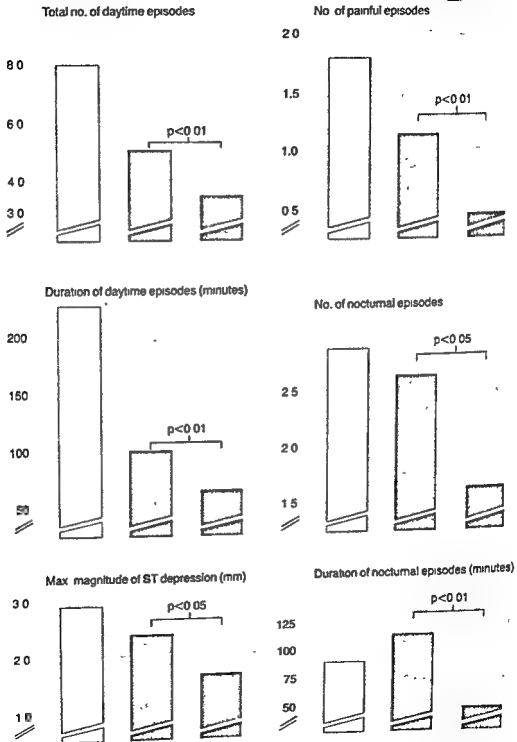 Total no. of daytime episodes
8 0
6 0
4 0
3 0
p<0 01
No of painful episodes
2 0
1.5
1.0
0 5
p<0 01
Duration of daytime episodes (minutes)
200
150
100
50
p<0 01
No. of nocturnal episodes
2 5
2 0
1 5
p<0 05
Max magnitude of ST depression (mm)
3 0
2 0
1 0
p<0 05
Duration of nocturnal episodes (minutes)
125
100
75
50
p<0 01